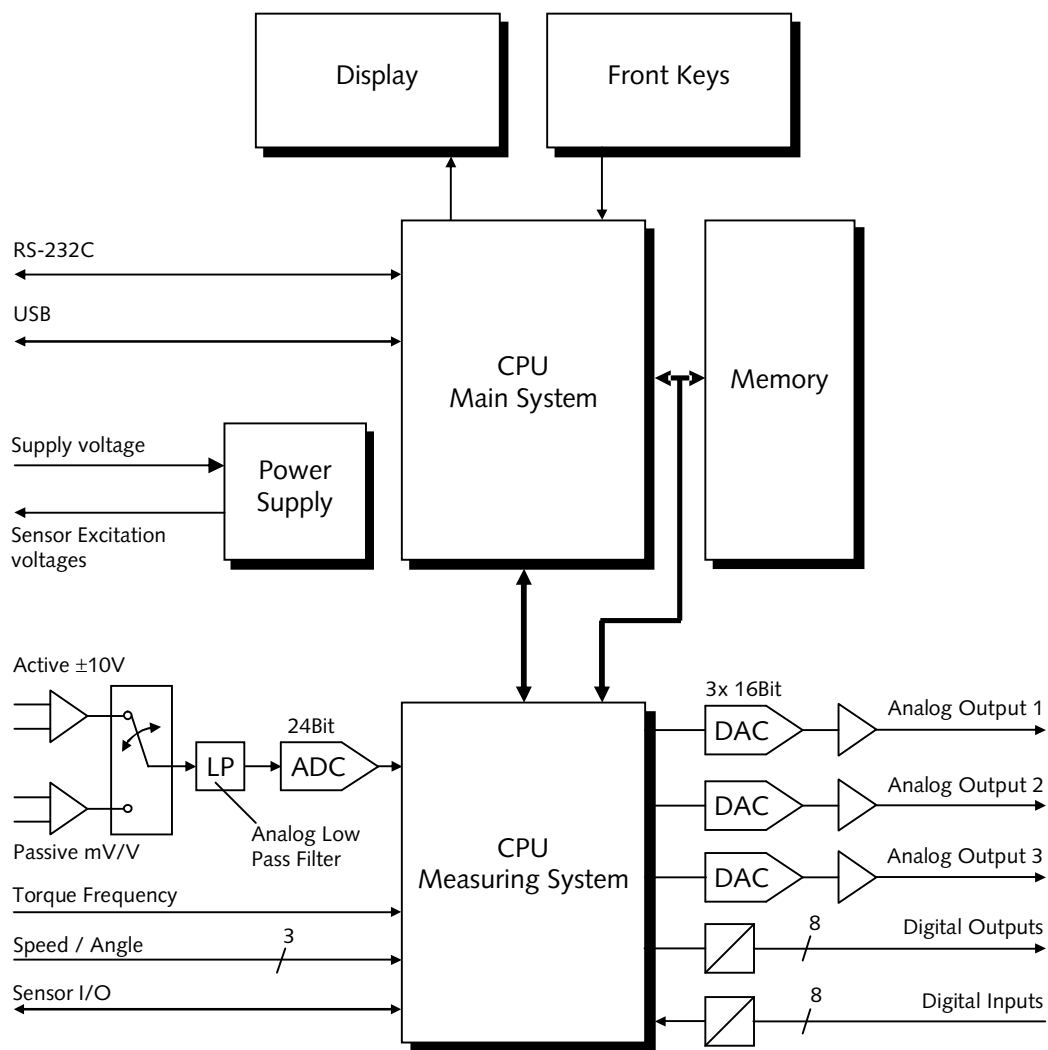 Display
Front Keys
RS-232C
USB
CPU
Main System
Memory
Supply voltage
Power
Supply
Sensor Excitation
voltages
Active ±10V
24Bit
LP
ADC
Analog Low
Pass Filter
Passive mV/V
CPU
Measuring System
3x 16Bit
DAC
Analog Output 1
DAC
Analog Output 2
DAC
Analog Output 3
Torque Frequency
Speed / Angle
3
Sensor I/O
8
Digital Outputs
8
Digital Inputs